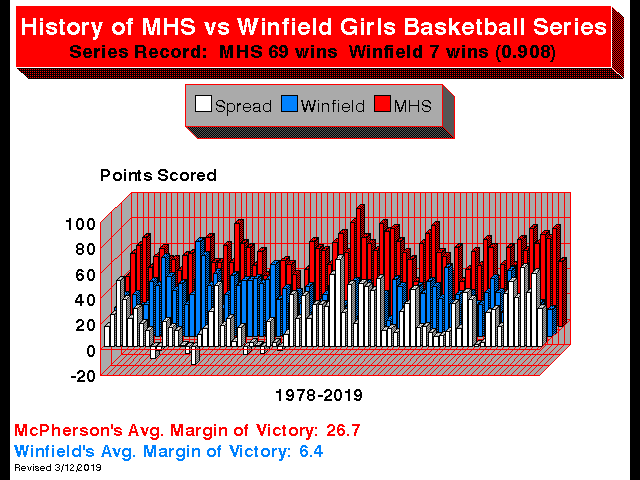 History of MHS vs Winfield Girls Basketball Series
Series Record: MHS 69 wins Winfield 7 wins (0.908)
Spread Winfield MHS
Points Scored
100
80
60
40
20
0
-20
1978-2019
McPherson's Avg. Margin of Victory: 26.7
Winfield's Avg. Margin of Victory: 6.4
Revised 3/12/2019